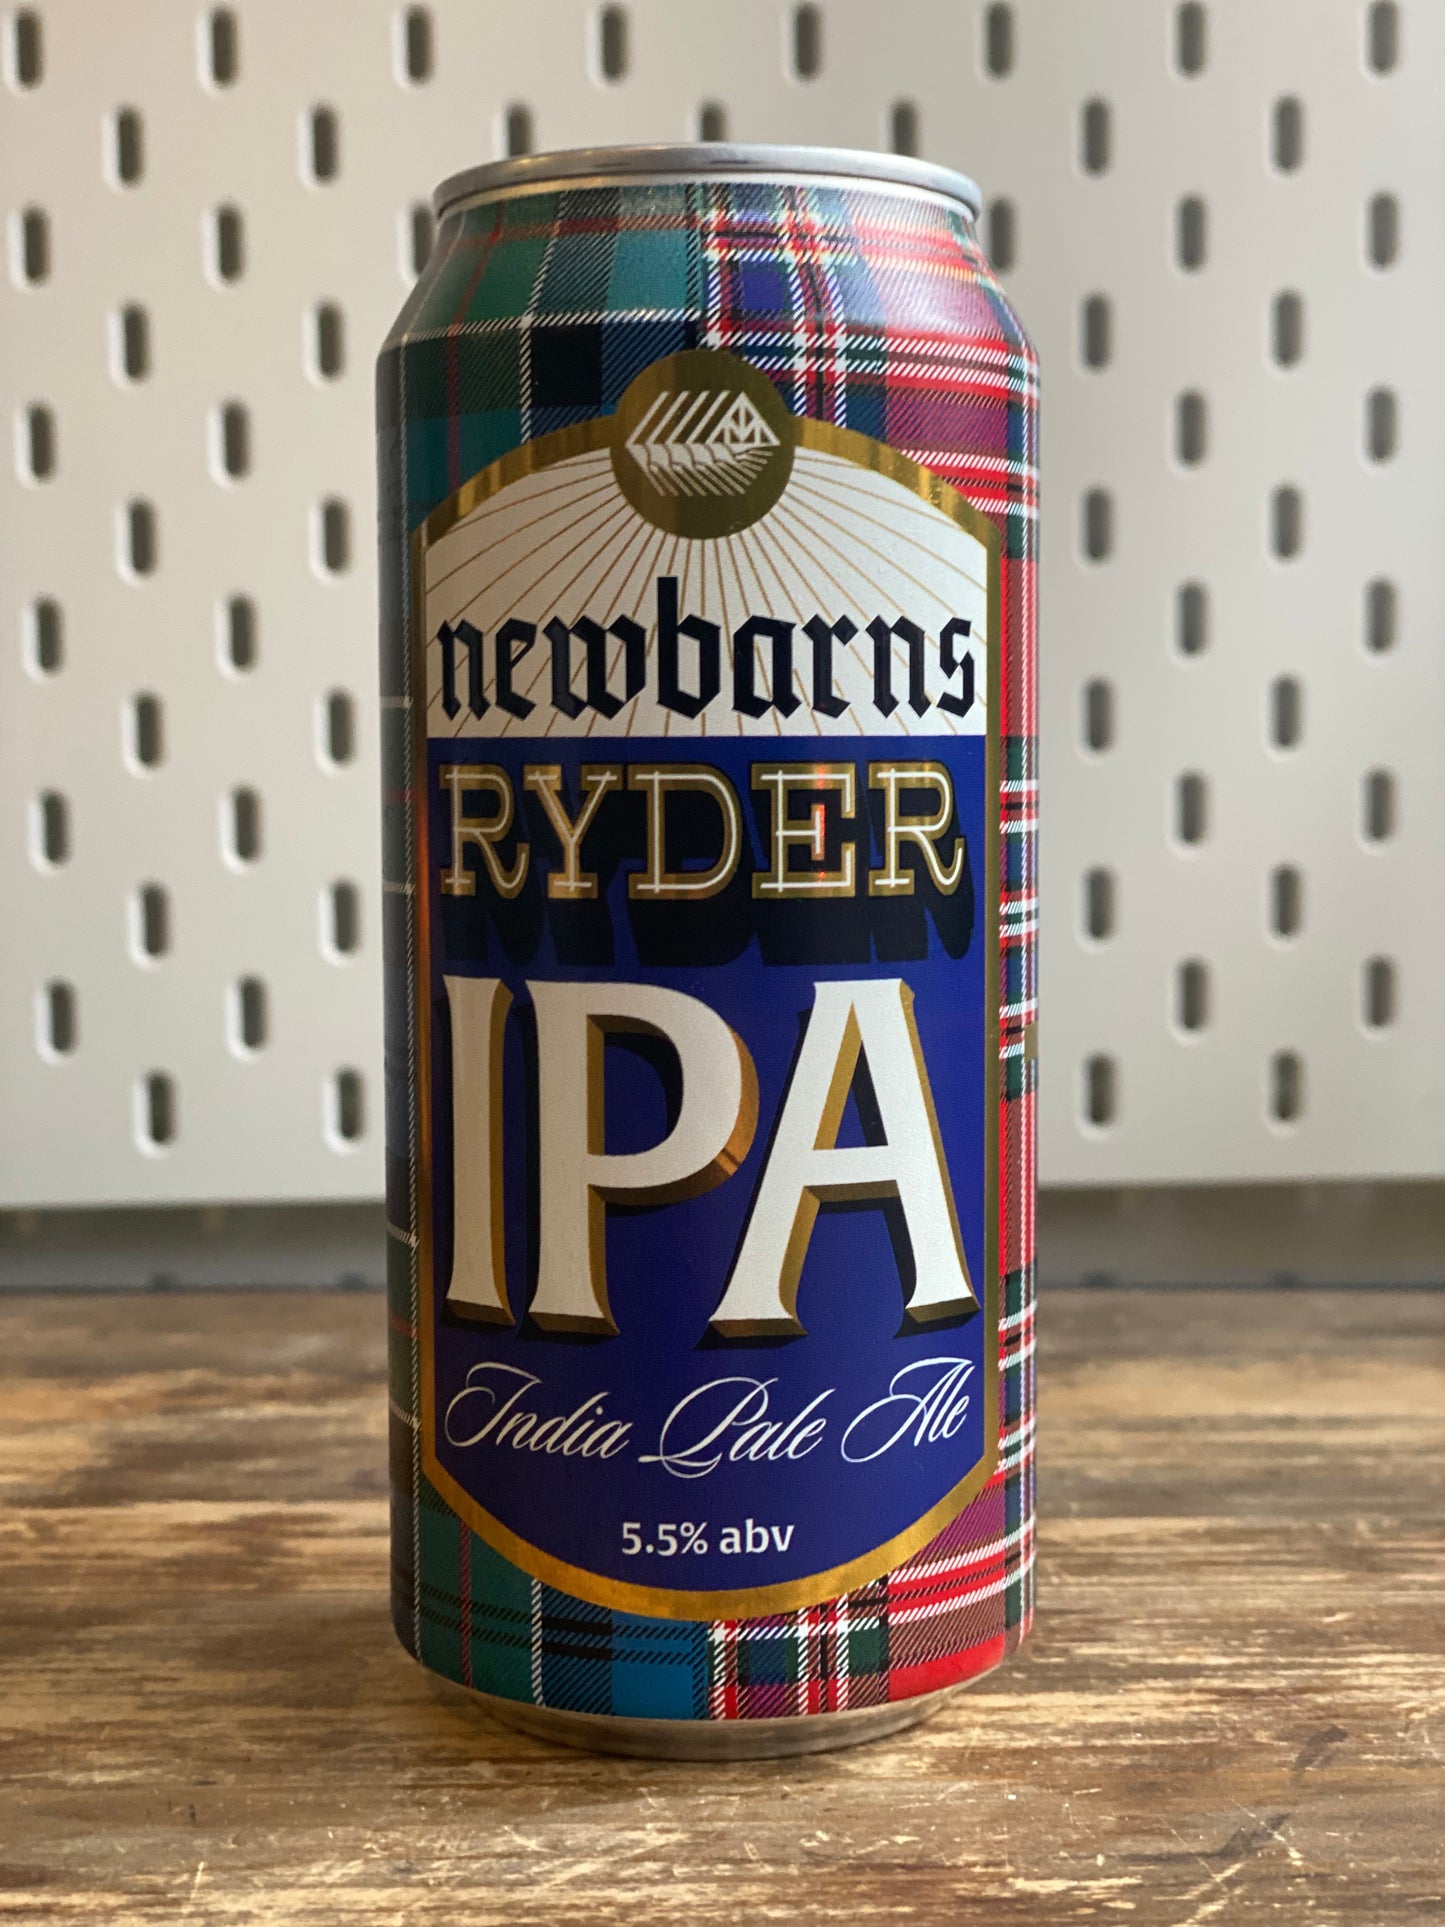 newbarns
RYDER
IPA
India Pale Ale
5.5% abv